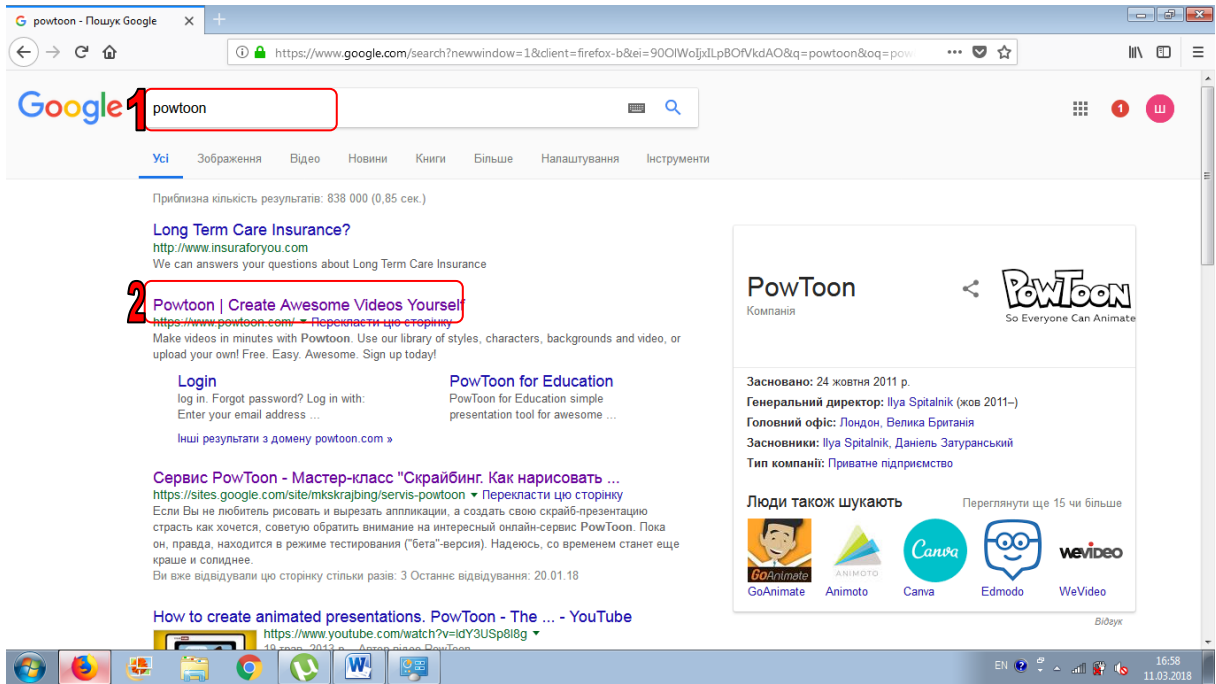 powtoon - Пошук Google
https://www.google.com/search?newwindow=1&client=firefox-b&ei=90OlWoIjxILpBOfVkdAO&q=powtoon&oq=pow
Google
1
powtoon
1
Ш
Усі Зображення Відео Новини Книги Більше Налаштування Інструменти
Приблизна кількість результатів: 838 000 (0,85 сек.)
Long Term Care Insurance?
http://www.insuraforyou.com
We can answers your questions about Long Term Care Insurance
2
Powtoon | Create Awesome Videos Yourself
https://www.powtoon.com/ Перекласти цю сторінку
Make videos in minutes with Powtoon. Use our library of styles, characters, backgrounds and video, or
upload your own! Free. Easy. Awesome. Sign up today!
Login
log in. Forgot password? Log in with:
Enter your email address ...
PowToon for Education
PowToon for Education simple
presentation tool for awesome ...
Інші результати з домену powtoon.com »
Сервис PowToon - Мастер-класс "Скрайбинг. Как нарисовать ...
https://sites.google.com/site/mkskrajbing/servis-powtoon Перекласти цю сторінку
Если Вы не любитель рисовать и вырезать аппликации, а создать свою скрайб-презентацию
страсть как хочется, советую обратить внимание на интересный онлайн-сервис PowToon. Пока
он, правда, находится в режиме тестирования ("бета"-версия). Надеюсь, со временем станет еще
краше и солиднее.
Ви вже відвідували цю сторінку стільки разів: 3 Останнє відвідування: 20.01.18
How to create animated presentations. PowToon - The ... - YouTube
https://www.youtube.com/watch?v=ldY3USp8l8g
19 трав. 2013 р. - Автор відео PowToon
PowToon
Компанія
POWTOON
So Everyone Can Animate
Засновано: 24 жовтня 2011 р.
Генеральний директор: Ilya Spitalnik (жов 2011–)
Головний офіс: Лондон, Велика Британія
Засновники: Ilya Spitalnik, Даніель Затуранський
Тип компанії: Приватне підприємство
Люди також шукають
Переглянути ще 15 чи більше
GoAnimate
ANIMOTO
Canva
WeVideo
GoAnimate Animoto Canva Edmodo WeVideo
Відгук
EN
16:58
11.03.2018